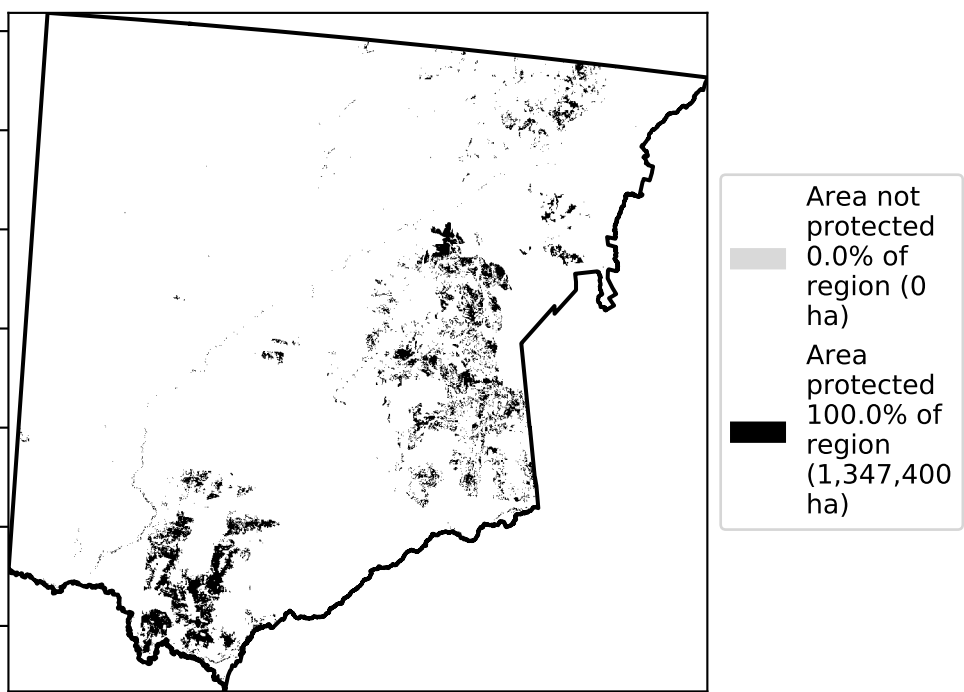 Area not
protected
0.0% of
region (0
ha)
Area
protected
100.0% of
region
(1,347,400
ha)